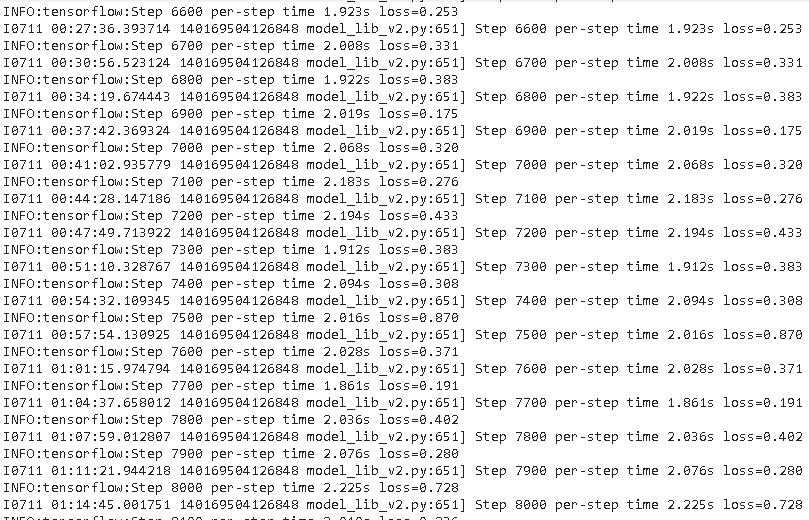 INFO:tensorflow:Step 6600 per-step time 1.923s loss=0.253
I0711 00:27:36.393714 140169504126848 model_lib_v2.py:651] Step 6600 per-step time 1.923s loss=0.253
INFO:tensorflow:Step 6700 per-step time 2.008s loss=0.331
I0711 00:30:56.523124 140169504126848 model_lib_v2.py:651] Step 6700 per-step time 2.008s loss=0.331
INFO:tensorflow:Step 6800 per-step time 1.922s loss=0.383
I0711 00:34:19.674443 140169504126848 model_lib_v2.py:651] Step 6800 per-step time 1.922s loss=0.383
INFO:tensorflow:Step 6900 per-step time 2.019s loss=0.175
I0711 00:37:42.369324 140169504126848 model_lib_v2.py:651] Step 6900 per-step time 2.019s loss=0.175
INFO:tensorflow:Step 7000 per-step time 2.068s loss=0.320
I0711 00:41:02.935779 140169504126848 model_lib_v2.py:651] Step 7000 per-step time 2.068s loss=0.320
INFO:tensorflow:Step 7100 per-step time 2.183s loss=0.276
I0711 00:44:28.147186 140169504126848 model_lib_v2.py:651] Step 7100 per-step time 2.183s loss=0.276
INFO:tensorflow:Step 7200 per-step time 2.194s loss=0.433
I0711 00:47:49.713922 140169504126848 model_lib_v2.py:651] Step 7200 per-step time 2.194s loss=0.433
INFO:tensorflow:Step 7300 per-step time 1.912s loss=0.383
I0711 00:51:10.328767 140169504126848 model_lib_v2.py:651] Step 7300 per-step time 1.912s loss=0.383
INFO:tensorflow:Step 7400 per-step time 2.094s loss=0.308
I0711 00:54:32.109345 140169504126848 model_lib_v2.py:651] Step 7400 per-step time 2.094s loss=0.308
INFO:tensorflow:Step 7500 per-step time 2.016s loss=0.870
I0711 00:57:54.130925 140169504126848 model_lib_v2.py:651] Step 7500 per-step time 2.016s loss=0.870
INFO:tensorflow:Step 7600 per-step time 2.028s loss=0.371
I0711 01:01:15.974794 140169504126848 model_lib_v2.py:651] Step 7600 per-step time 2.028s loss=0.371
INFO:tensorflow:Step 7700 per-step time 1.861s loss=0.191
I0711 01:04:37.658012 140169504126848 model_lib_v2.py:651] Step 7700 per-step time 1.861s loss=0.191
INFO:tensorflow:Step 7800 per-step time 2.036s loss=0.402
I0711 01:07:59.012807 140169504126848 model_lib_v2.py:651] Step 7800 per-step time 2.036s loss=0.402
INFO:tensorflow:Step 7900 per-step time 2.076s loss=0.280
I0711 01:11:21.944218 140169504126848 model_lib_v2.py:651] Step 7900 per-step time 2.076s loss=0.280
INFO:tensorflow:Step 8000 per-step time 2.225s loss=0.728
I0711 01:14:45.001751 140169504126848 model_lib_v2.py:651] Step 8000 per-step time 2.225s loss=0.728